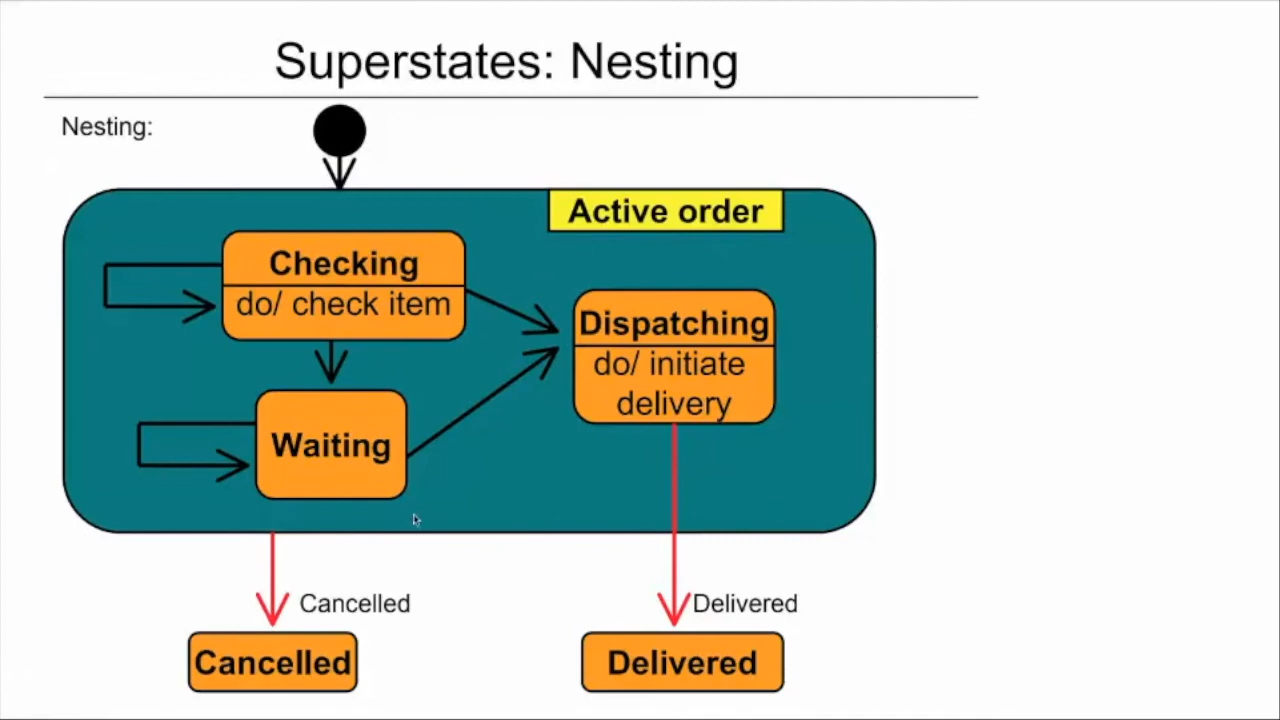 Superstates: Nesting
Nesting:
Active order
Checking
do/ check item
Dispatching
do/ initiate
delivery
Waiting
Cancelled
Delivered
Cancelled
Delivered